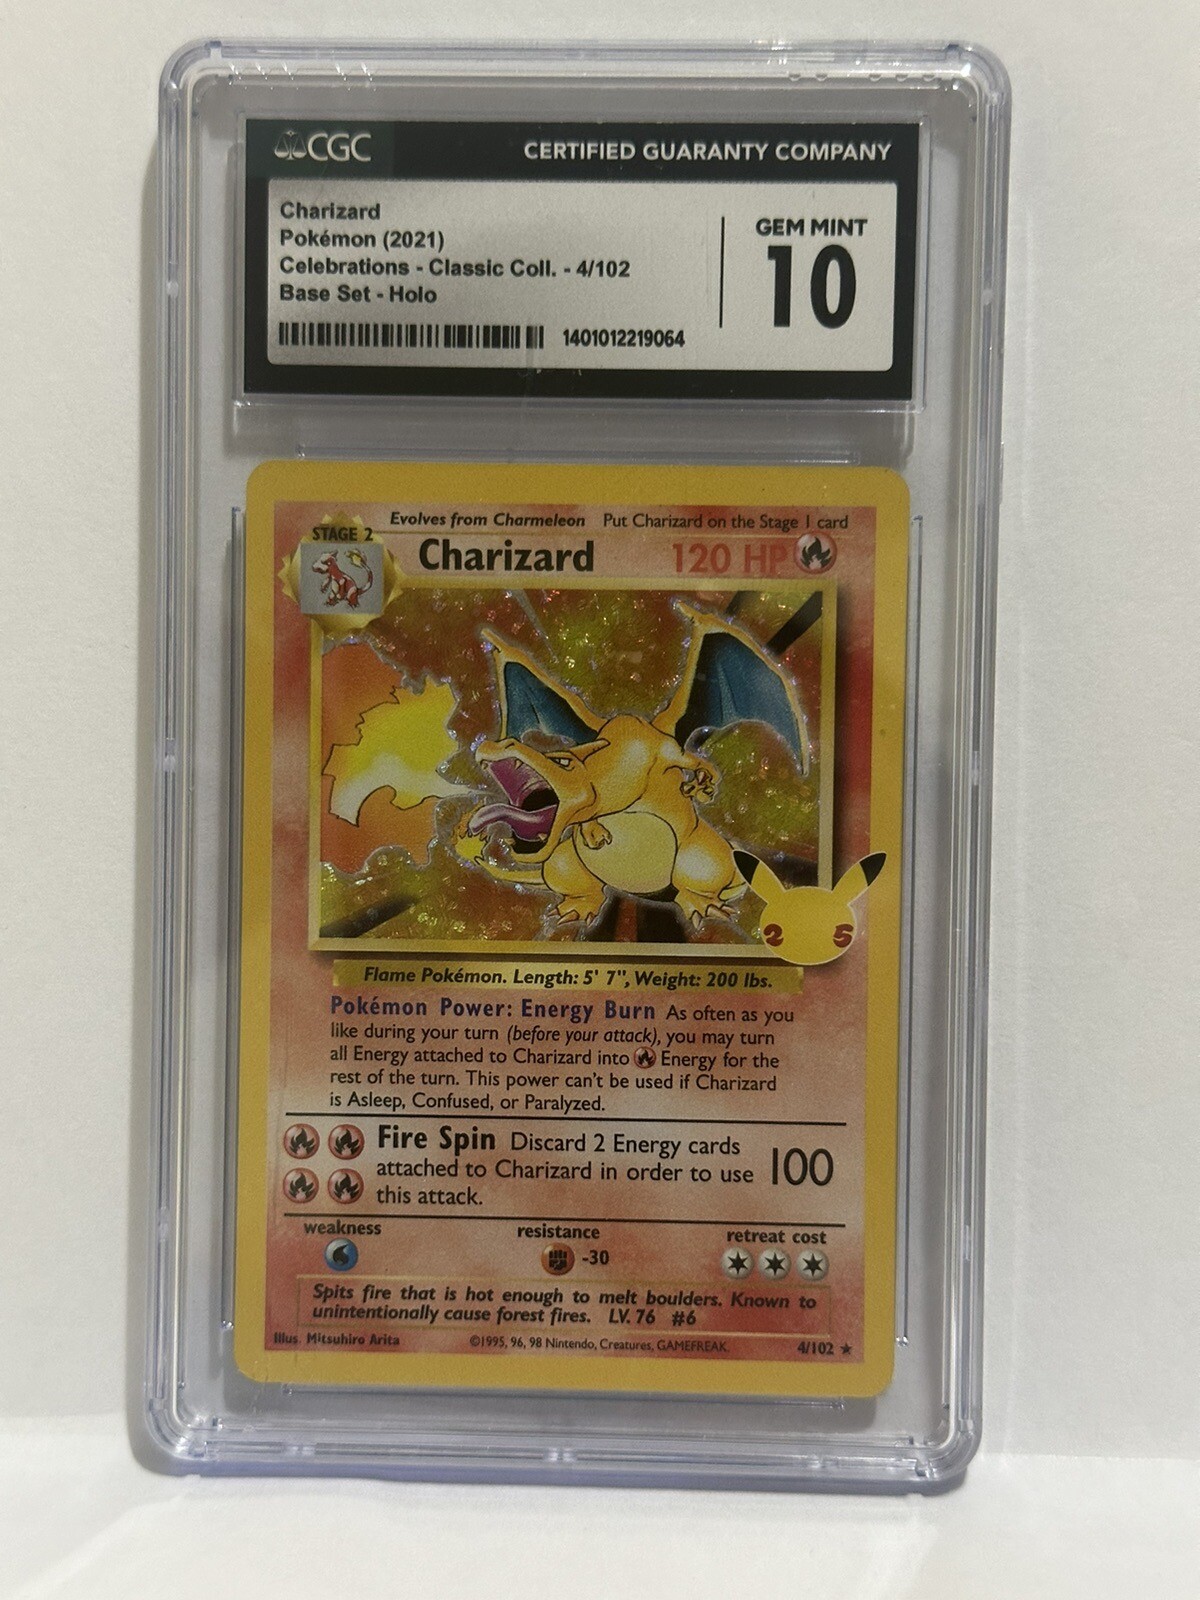 CGC
CERTIFIED GUARANTY COMPANY
Charizard
Pokémon (2021)
Celebrations - Classic Coll. - 4/102
Base Set - Holo
1401012219064
GEM MINT
10
Evolves from Charmeleon Put Charizard on the Stage 1 card
STAGE 2
Charizard 120 HP
25
Flame Pokémon. Length: 5' 7", Weight: 200 lbs.
Pokémon Power: Energy Burn As often as you
like during your turn (before your attack), you may turn
all Energy attached to Charizard into Energy for the
rest of the turn. This power can't be used if Charizard
is Asleep, Confused, or Paralyzed.
Fire Spin Discard 2 Energy cards
attached to Charizard in order to use
this attack.
100
weakness resistance retreat cost
-30
Spits fire that is hot enough to melt boulders. Known to
unintentionally cause forest fires. LV. 76 #6
Illus. Mitsuhiro Arita ©1995, 96, 98 Nintendo, Creatures, GAMEFREAK. 4/102 ★